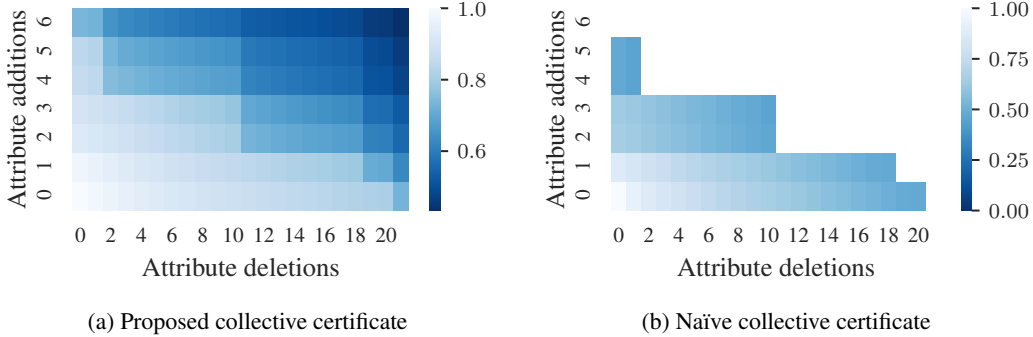 Attribute additions
6
5
4
3
2
1
0
0 2 4 6 8 10 12 14 16 18 20
Attribute deletions
1.0
0.8
0.6
(a) Proposed collective certificate
Attribute additions
6
5
4
3
2
1
0
0 2 4 6 8 10 12 14 16 18 20
Attribute deletions
1.00
0.75
0.50
0.25
0.00
(b) Naïve collective certificate